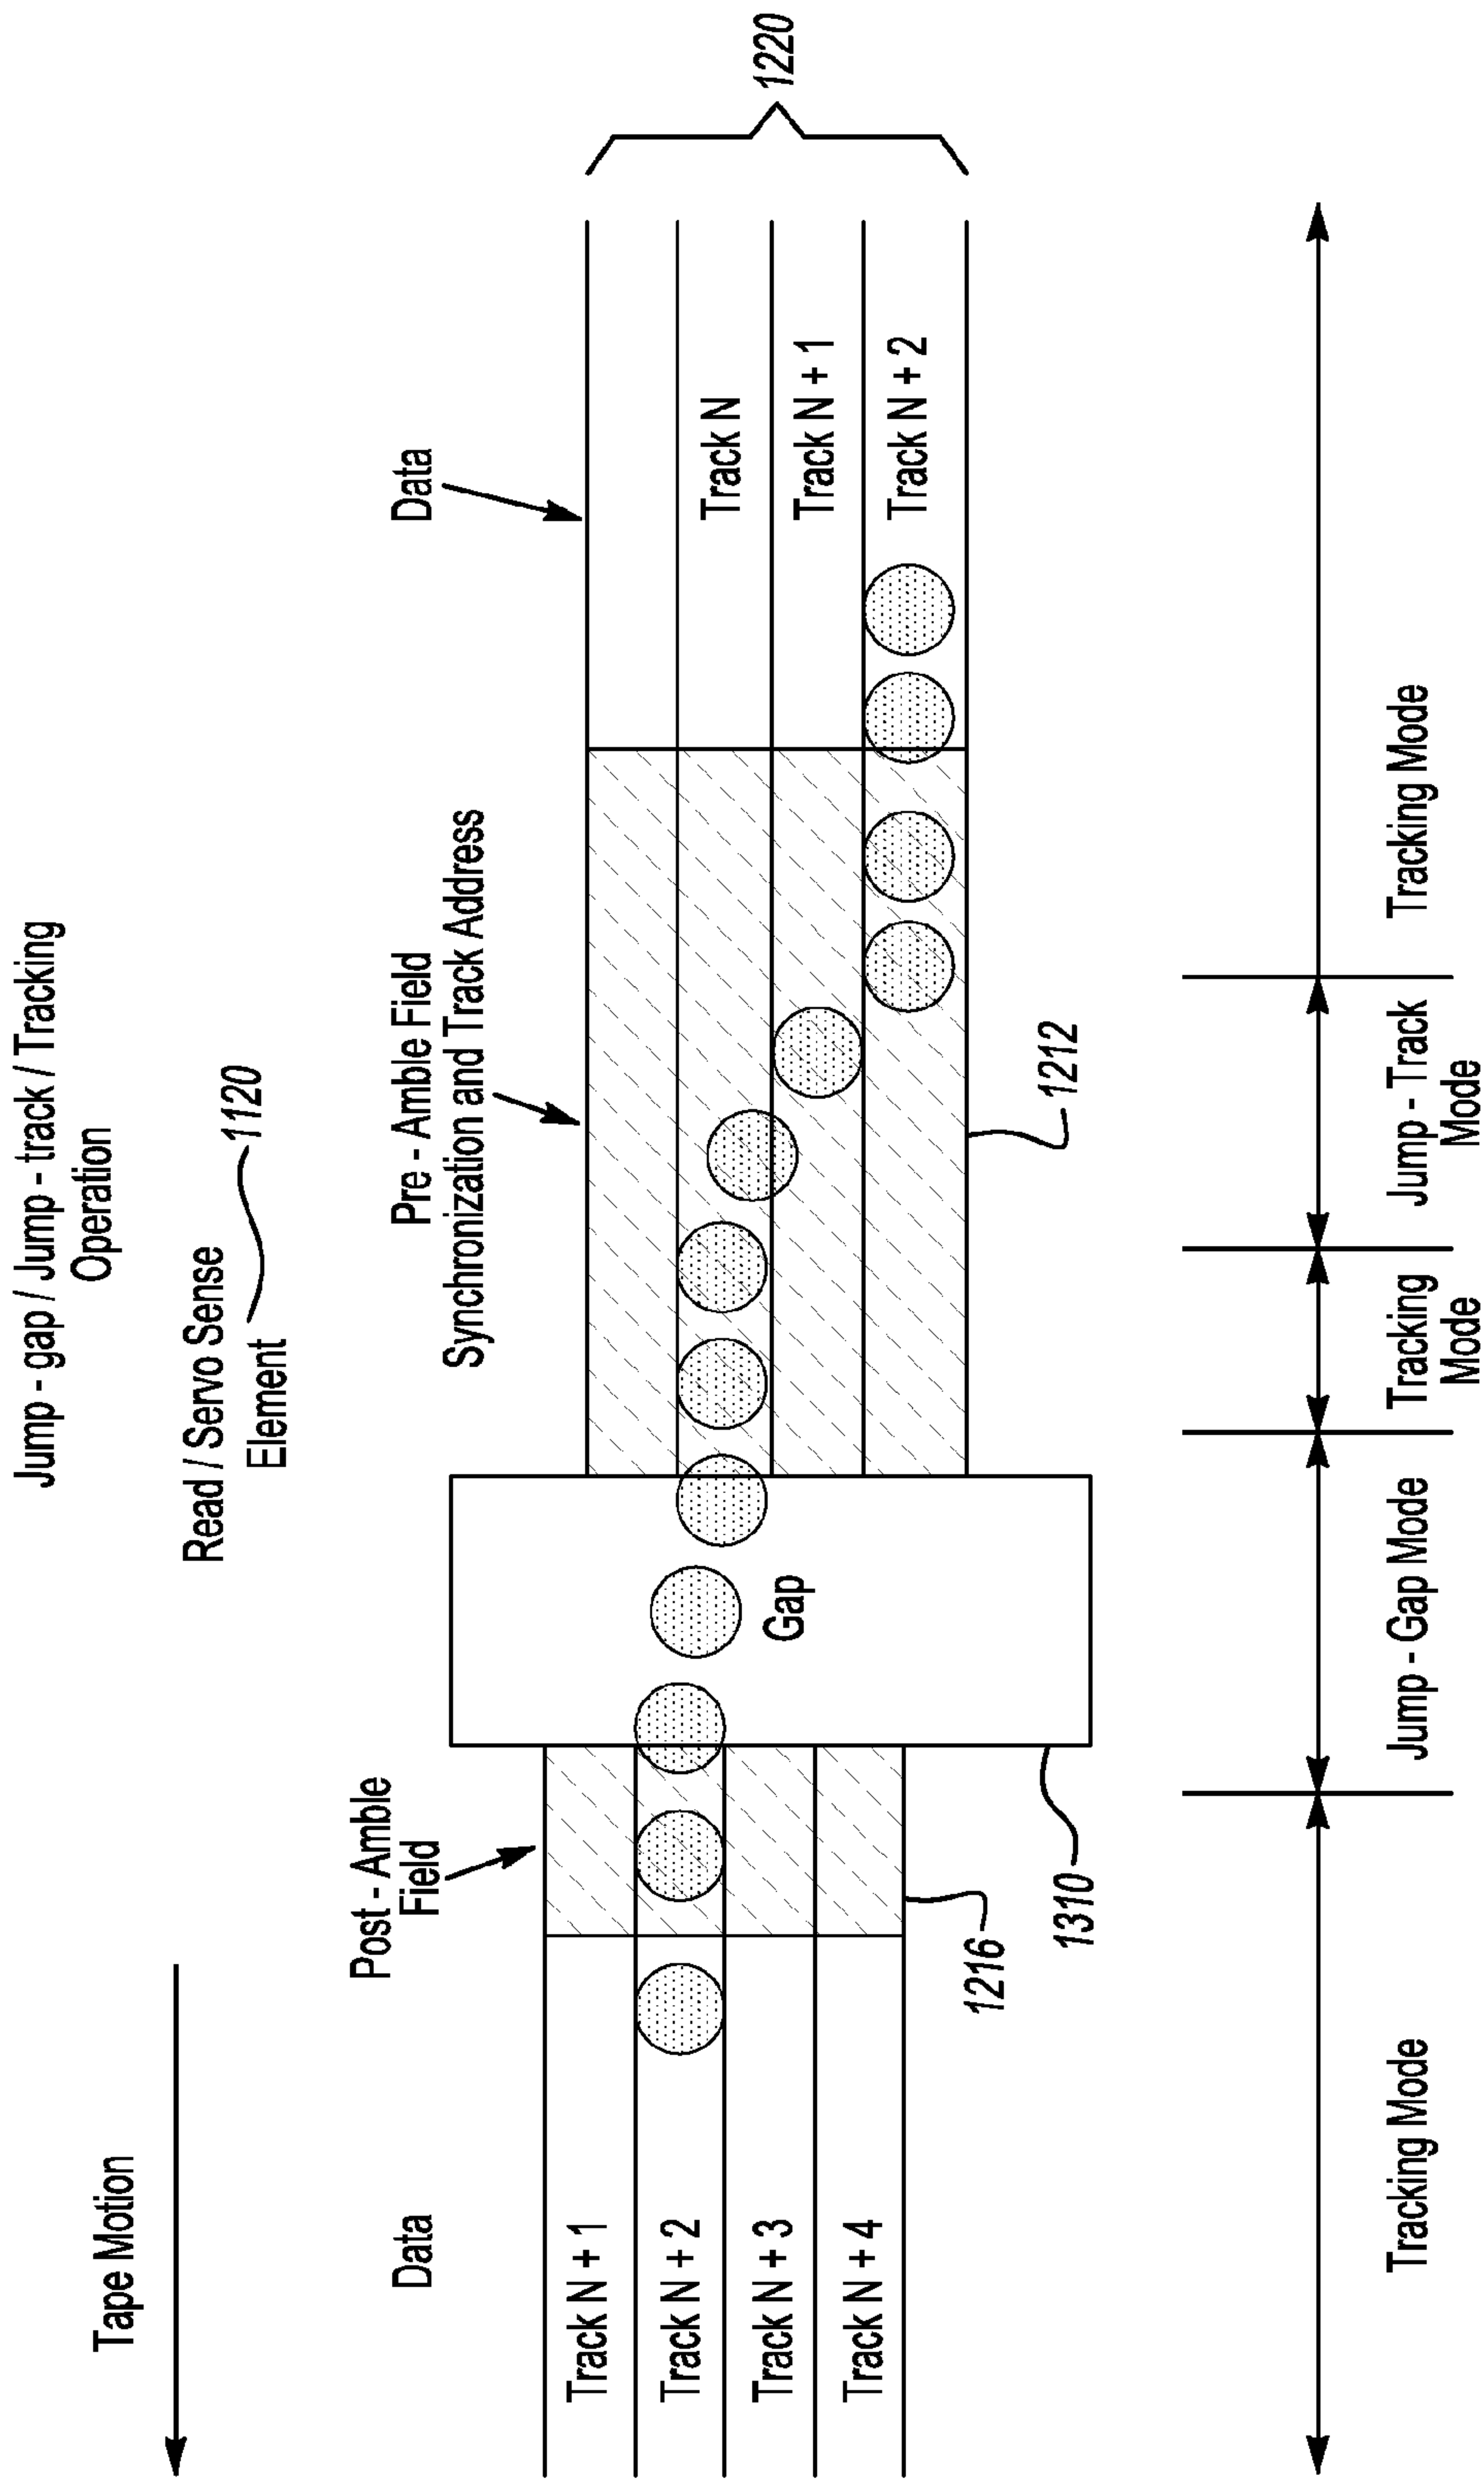 Jump - gap / Jump - track / Tracking
Operation
Tape Motion
Read / Servo Sense
Element
1120
Data
Post - Amble
Field
Pre - Amble Field
Synchronization and Track Address
Data
Track N + 1
Track N + 2
Track N + 3
Track N + 4
Gap
Track N
Track N + 1
Track N + 2
1220
1216
1310
1212
Tracking Mode
Jump - Gap Mode
Tracking
Mode
Jump - Track
Mode
Tracking Mode